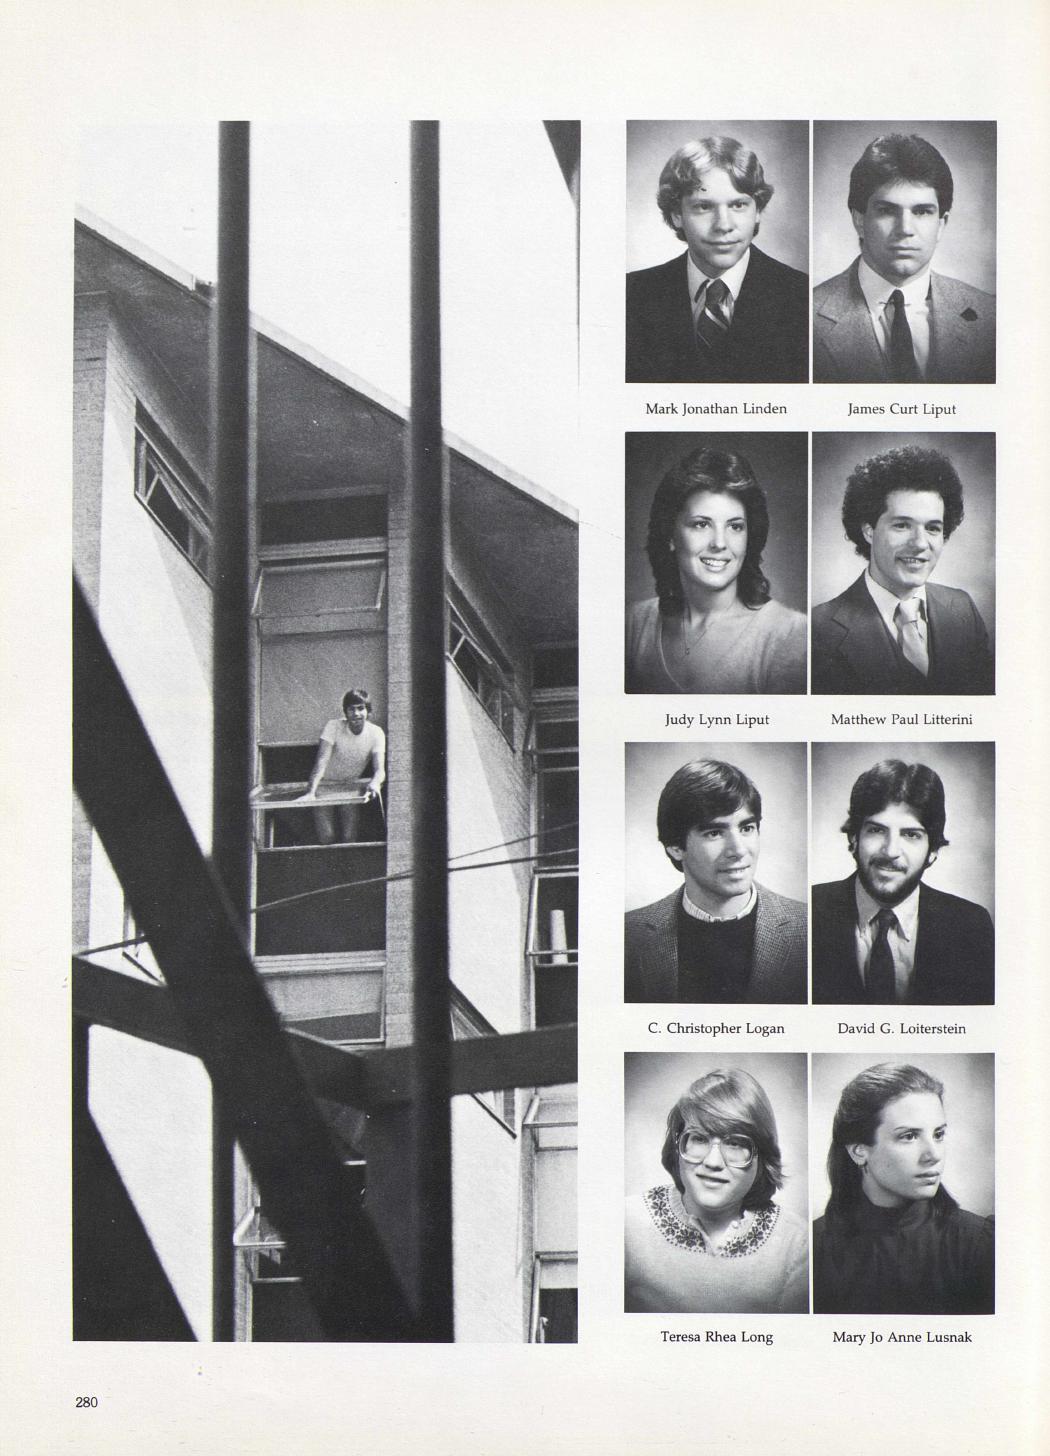 Mark Jonathan Linden
James Curt Liput
Judy Lynn Liput
Matthew Paul Litterini
C. Christopher Logan
David G. Loiterstein
Teresa Rhea Long
Mary Jo Anne Lusnak
280